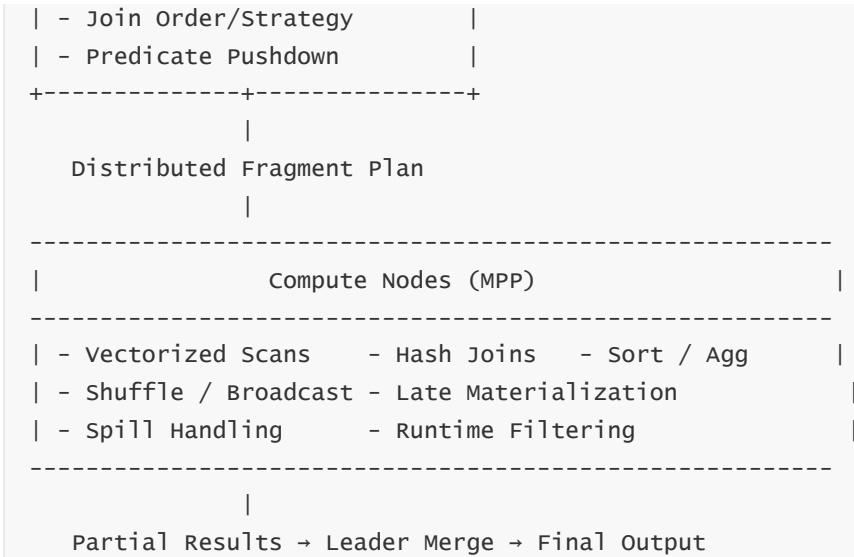 | - Join Order/Strategy        |
| - Predicate Pushdown         |
+---------------+----------------+
                |
   Distributed Fragment Plan
                |
---------------------------------------------------------
|                Compute Nodes (MPP)                     |
---------------------------------------------------------
| - Vectorized Scans    - Hash Joins   - Sort / Agg      |
| - Shuffle / Broadcast - Late Materialization            |
| - Spill Handling      - Runtime Filtering               |
---------------------------------------------------------
                |
   Partial Results → Leader Merge → Final Output